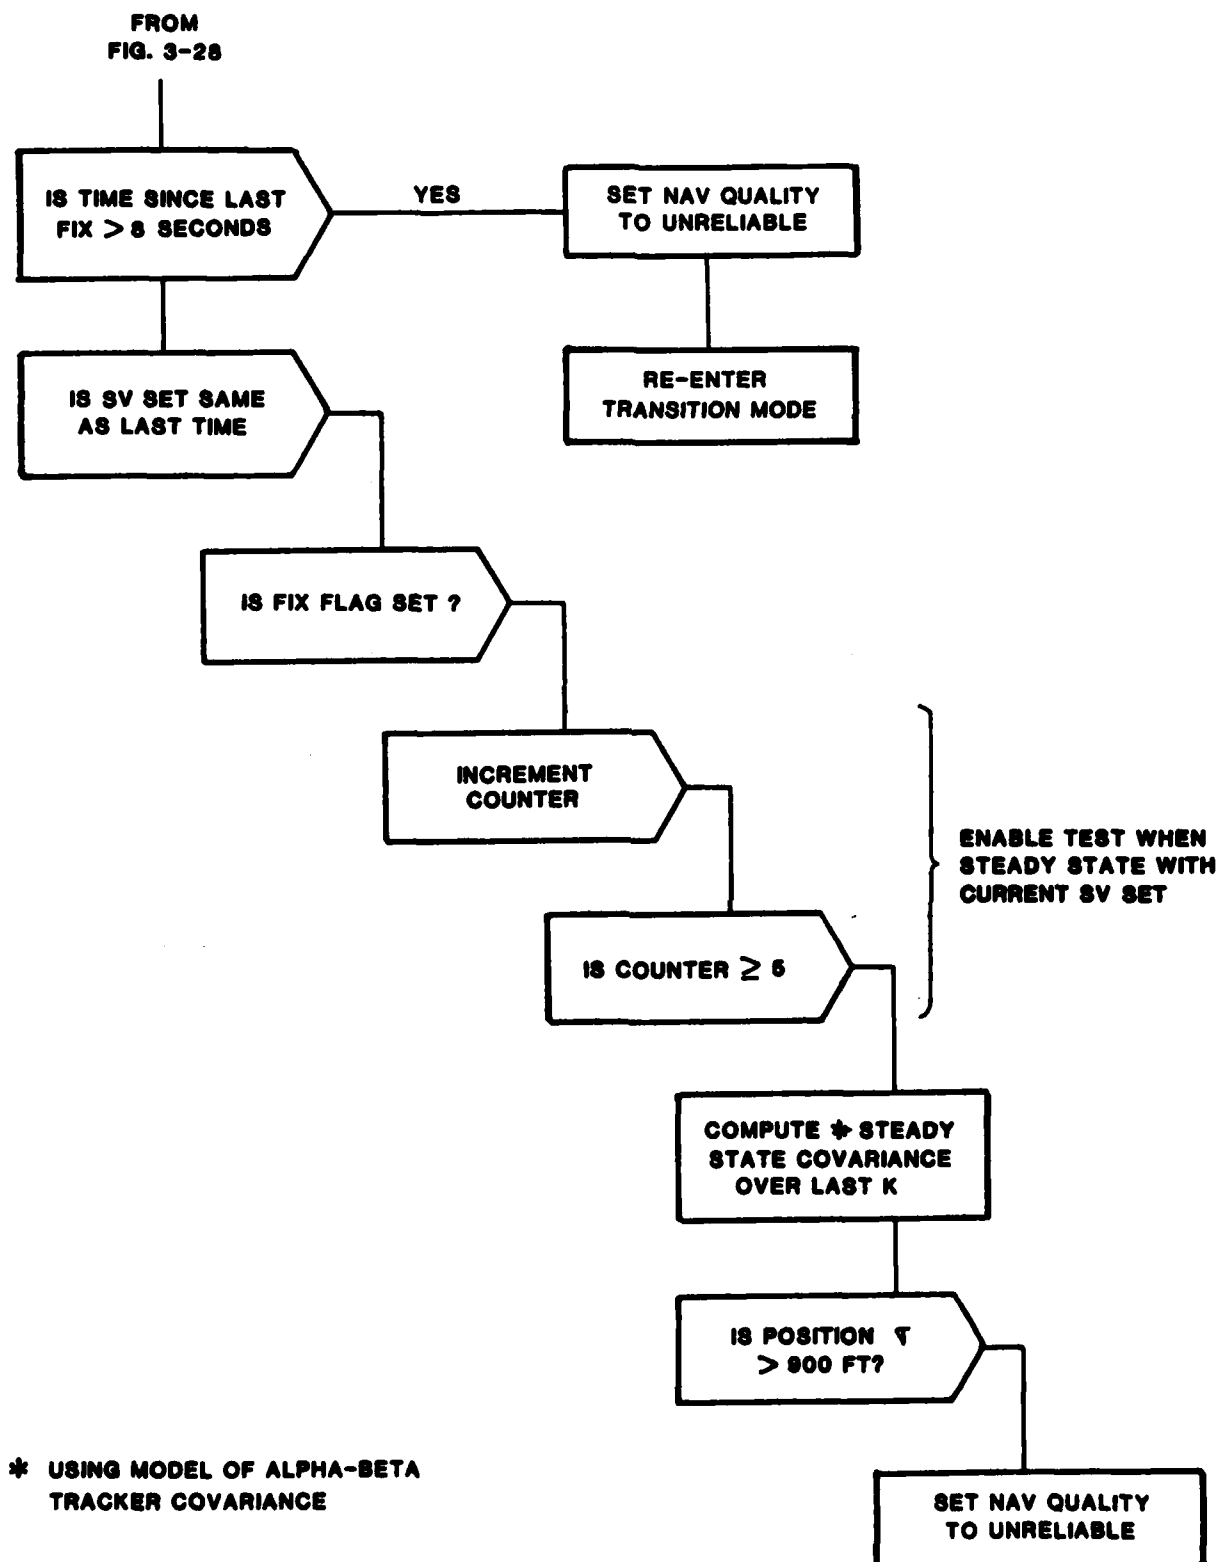 FROM
FIG. 3-28
IS TIME SINCE LAST
FIX > 8 SECONDS
YES
SET NAV QUALITY
TO UNRELIABLE
RE-ENTER
TRANSITION MODE
IS SV SET SAME
AS LAST TIME
IS FIX FLAG SET ?
INCREMENT
COUNTER
ENABLE TEST WHEN
STEADY STATE WITH
CURRENT SV SET
IS COUNTER ≥ 5
COMPUTE * STEADY
STATE COVARIANCE
OVER LAST K
IS POSITION σ
> 900 FT?
* USING MODEL OF ALPHA-BETA
TRACKER COVARIANCE
SET NAV QUALITY
TO UNRELIABLE